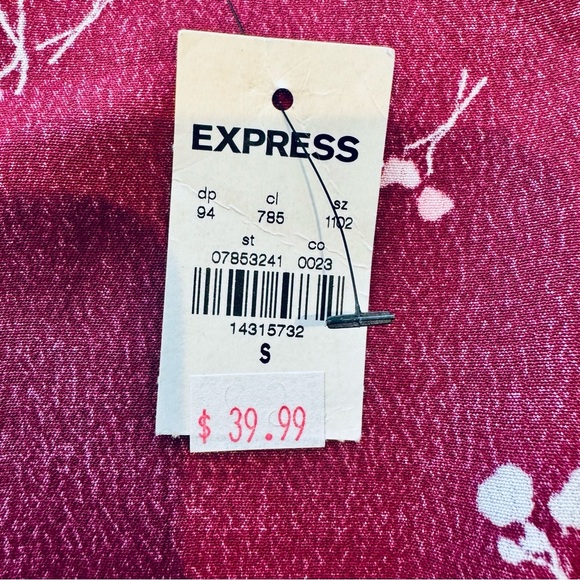 EXPRESS
dp cl sz
94 785 1102
st co
07853241 0023
14315732
S
$ 39.99